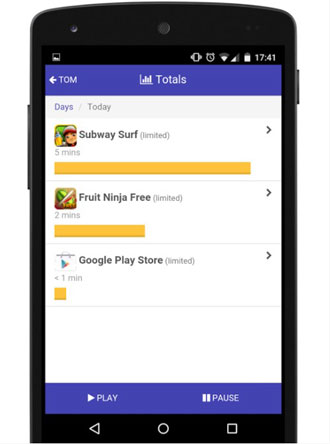 17:41
TOM
Totals
Days / Today
Subway Surf (limited)
5 mins
Fruit Ninja Free (limited)
2 mins
Google Play Store (limited)
< 1 min
PLAY
PAUSE